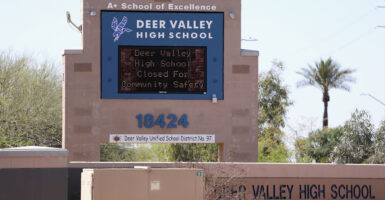 A+ School of Excellence
DEER VALLEY
HIGH SCHOOL
Deer Valley
High School
Closed For
Community Safety
18424
Deer Valley Unified School District No. 97
DEER VALLEY HIGH SCHOOL